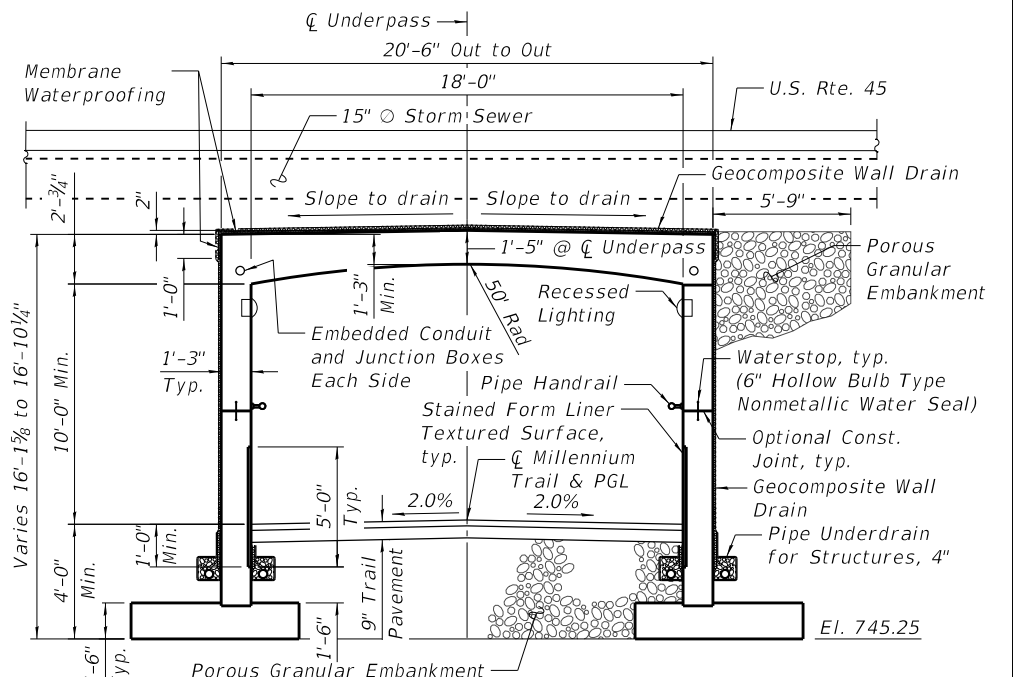 ℄ Underpass
20'-6" Out to Out
Membrane
Waterproofing
18'-0"
U.S. Rte. 45
15" ∅ Storm Sewer
2'-¾"
2"
Slope to drain
Slope to drain
Geocomposite Wall Drain
5'-9"
1'-5" @ ℄ Underpass
Porous
Granular
Embankment
1'-0"
1'-3"
Min.
50' Rad
Recessed
Lighting
Embedded Conduit
and Junction Boxes
Each Side
1'-3"
Typ.
Waterstop, typ.
(6" Hollow Bulb Type
Nonmetallic Water Seal)
Pipe Handrail
Stained Form Liner
Textured Surface,
typ.
Varies 16'-1⅝ to 16'-10¼"
10'-0" Min.
Optional Const.
Joint, typ.
℄ Millennium
Trail & PGL
Geocomposite Wall
Drain
5'-0"
Typ.
2.0%
2.0%
Pipe Underdrain
for Structures, 4"
1'-0"
Min.
4'-0"
Min.
9" Trail
Pavement
1'-6"
El. 745.25
-6"
yp.
Porous Granular Embankment